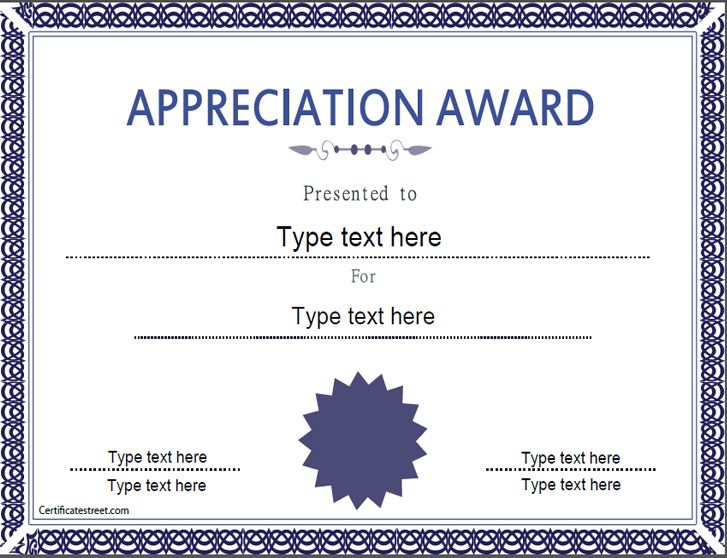 APPRECIATION AWARD
Presented to
Type text here
For
Type text here
Type text here
Type text here
Type text here
Type text here
Certificatestreet.com